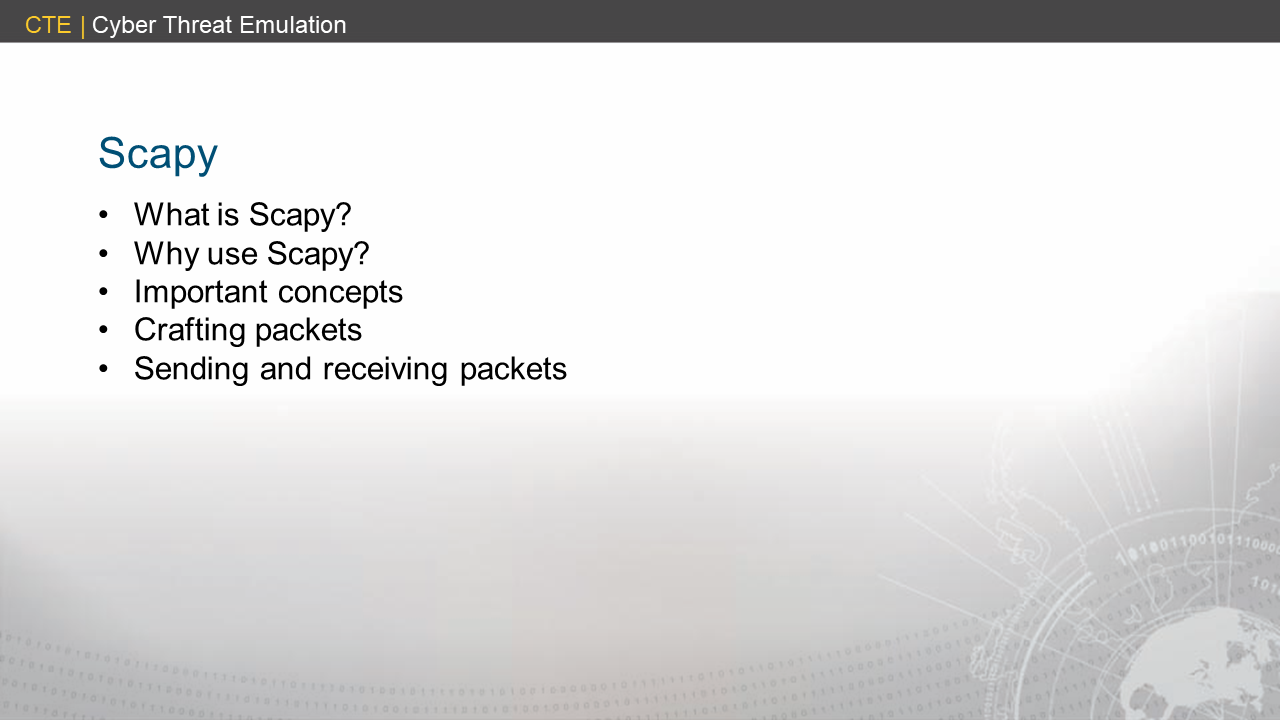 CTE | Cyber Threat Emulation
Scapy
• What is Scapy?
• Why use Scapy?
• Important concepts
• Crafting packets
• Sending and receiving packets